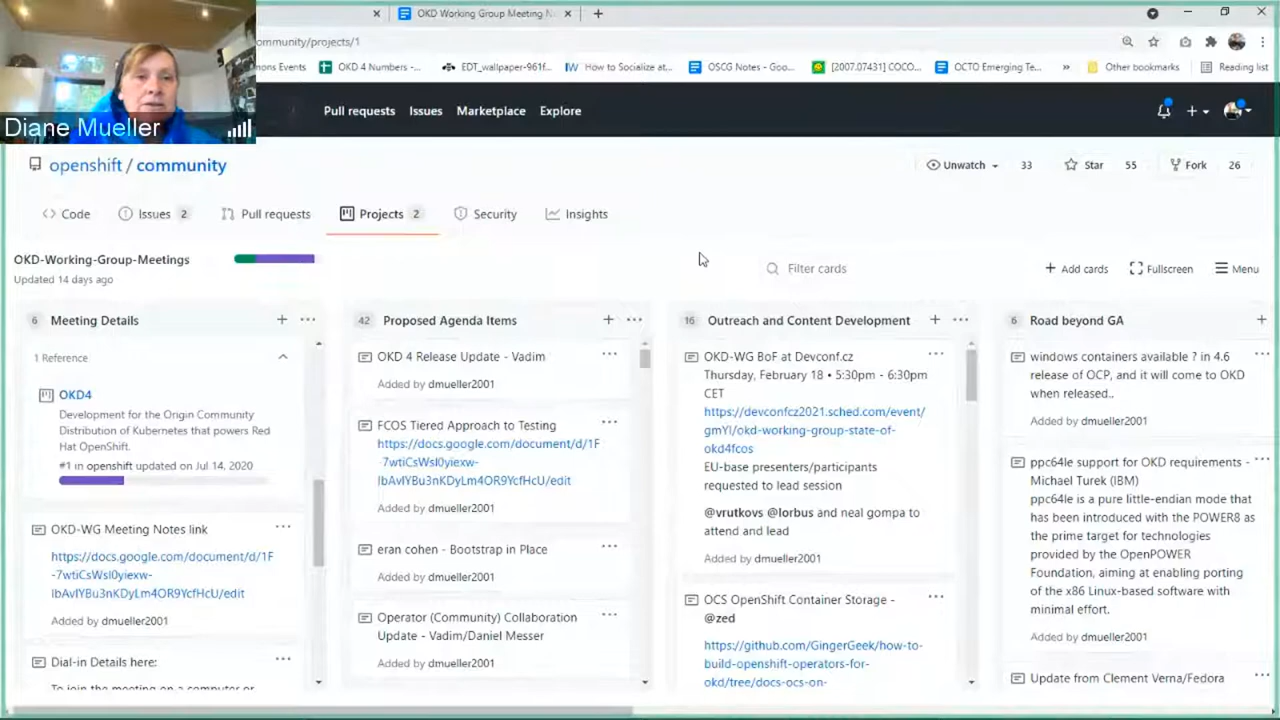 OKD Working Group Meeting N
ommunity/projects/1
mons Events
OKD 4 Numbers -...
EDT_wallpaper-961f...
How to Socialize at...
OSCG Notes - Goo...
[2007.07431] COCO...
OCTO Emerging Te...
»
Other bookmarks
Reading list
Diane Mueller
Pull requests
Issues
Marketplace
Explore
openshift / community
Unwatch
33
Star
55
Fork
26
Code
Issues 2
Pull requests
Projects 2
Security
Insights
OKD-Working-Group-Meetings
Updated 14 days ago
Filter cards
+ Add cards
Fullscreen
Menu
6 Meeting Details
1 Reference
OKD4
Development for the Origin Community
Distribution of Kubernetes that powers Red
Hat OpenShift.
#1 in openshift updated on Jul 14, 2020
OKD-WG Meeting Notes link
https://docs.google.com/document/d/1F
-7wtiCsWsl0yiexw-
lbAvIYBu3nKDyLm4OR9YcfHcU/edit
Added by dmueller2001
Dial-in Details here:
To join the meeting on a computer or
42 Proposed Agenda Items
OKD 4 Release Update - Vadim
Added by dmueller2001
FCOS Tiered Approach to Testing
https://docs.google.com/document/d/1F
-7wtiCsWsl0yiexw-
lbAvIYBu3nKDyLm4OR9YcfHcU/edit
Added by dmueller2001
eran cohen - Bootstrap in Place
Added by dmueller2001
Operator (Community) Collaboration
Update - Vadim/Daniel Messer
Added by dmueller2001
16 Outreach and Content Development
OKD-WG BoF at Devconf.cz
Thursday, February 18 • 5:30pm - 6:30pm
CET
https://devconfcz2021.sched.com/event/
gmYI/okd-working-group-state-of-
okd4fcos
EU-base presenters/participants
requested to lead session
@vrutkovs @lorbus and neal gompa to
attend and lead
Added by dmueller2001
OCS OpenShift Container Storage -
@zed
https://github.com/GingerGeek/how-to-
build-openshift-operators-for-
okd/tree/docs-ocs-on-
6 Road beyond GA
windows containers available ? in 4.6
release of OCP, and it will come to OKD
when released..
Added by dmueller2001
ppc64le support for OKD requirements -
Michael Turek (IBM)
ppc64le is a pure little-endian mode that
has been introduced with the POWER8 as
the prime target for technologies
provided by the OpenPOWER
Foundation, aiming at enabling porting
of the x86 Linux-based software with
minimal effort.
Added by dmueller2001
Update from Clement Verna/Fedora